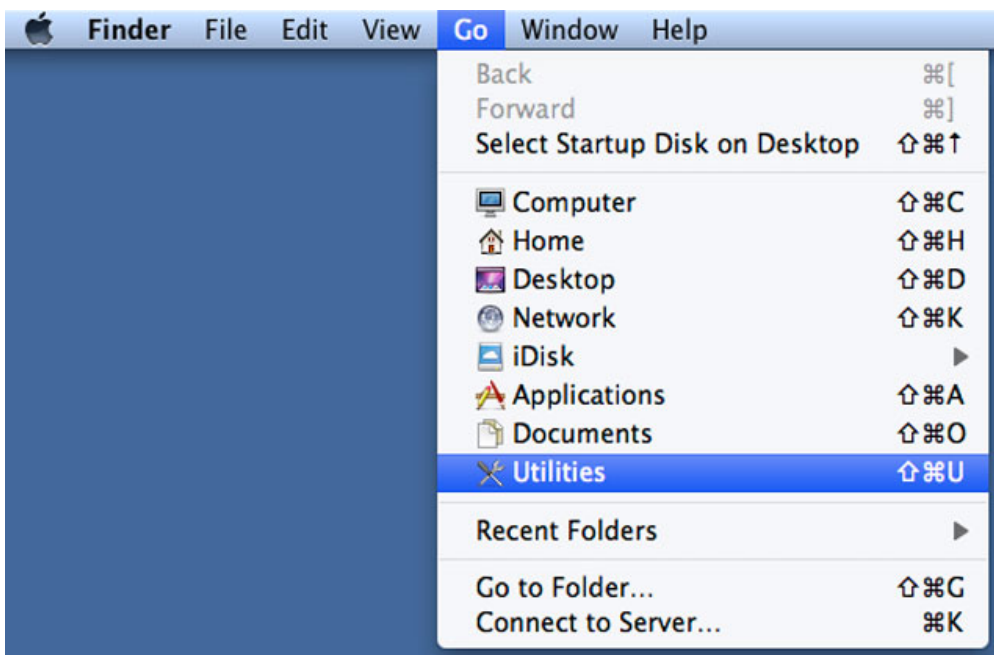 Finder File Edit View Go Window Help
Back ⌘[
Forward ⌘]
Select Startup Disk on Desktop ⇧⌘↑
Computer ⇧⌘C
Home ⇧⌘H
Desktop ⇧⌘D
Network ⇧⌘K
iDisk
Applications ⇧⌘A
Documents ⇧⌘O
Utilities ⇧⌘U
Recent Folders
Go to Folder... ⇧⌘G
Connect to Server... ⌘K